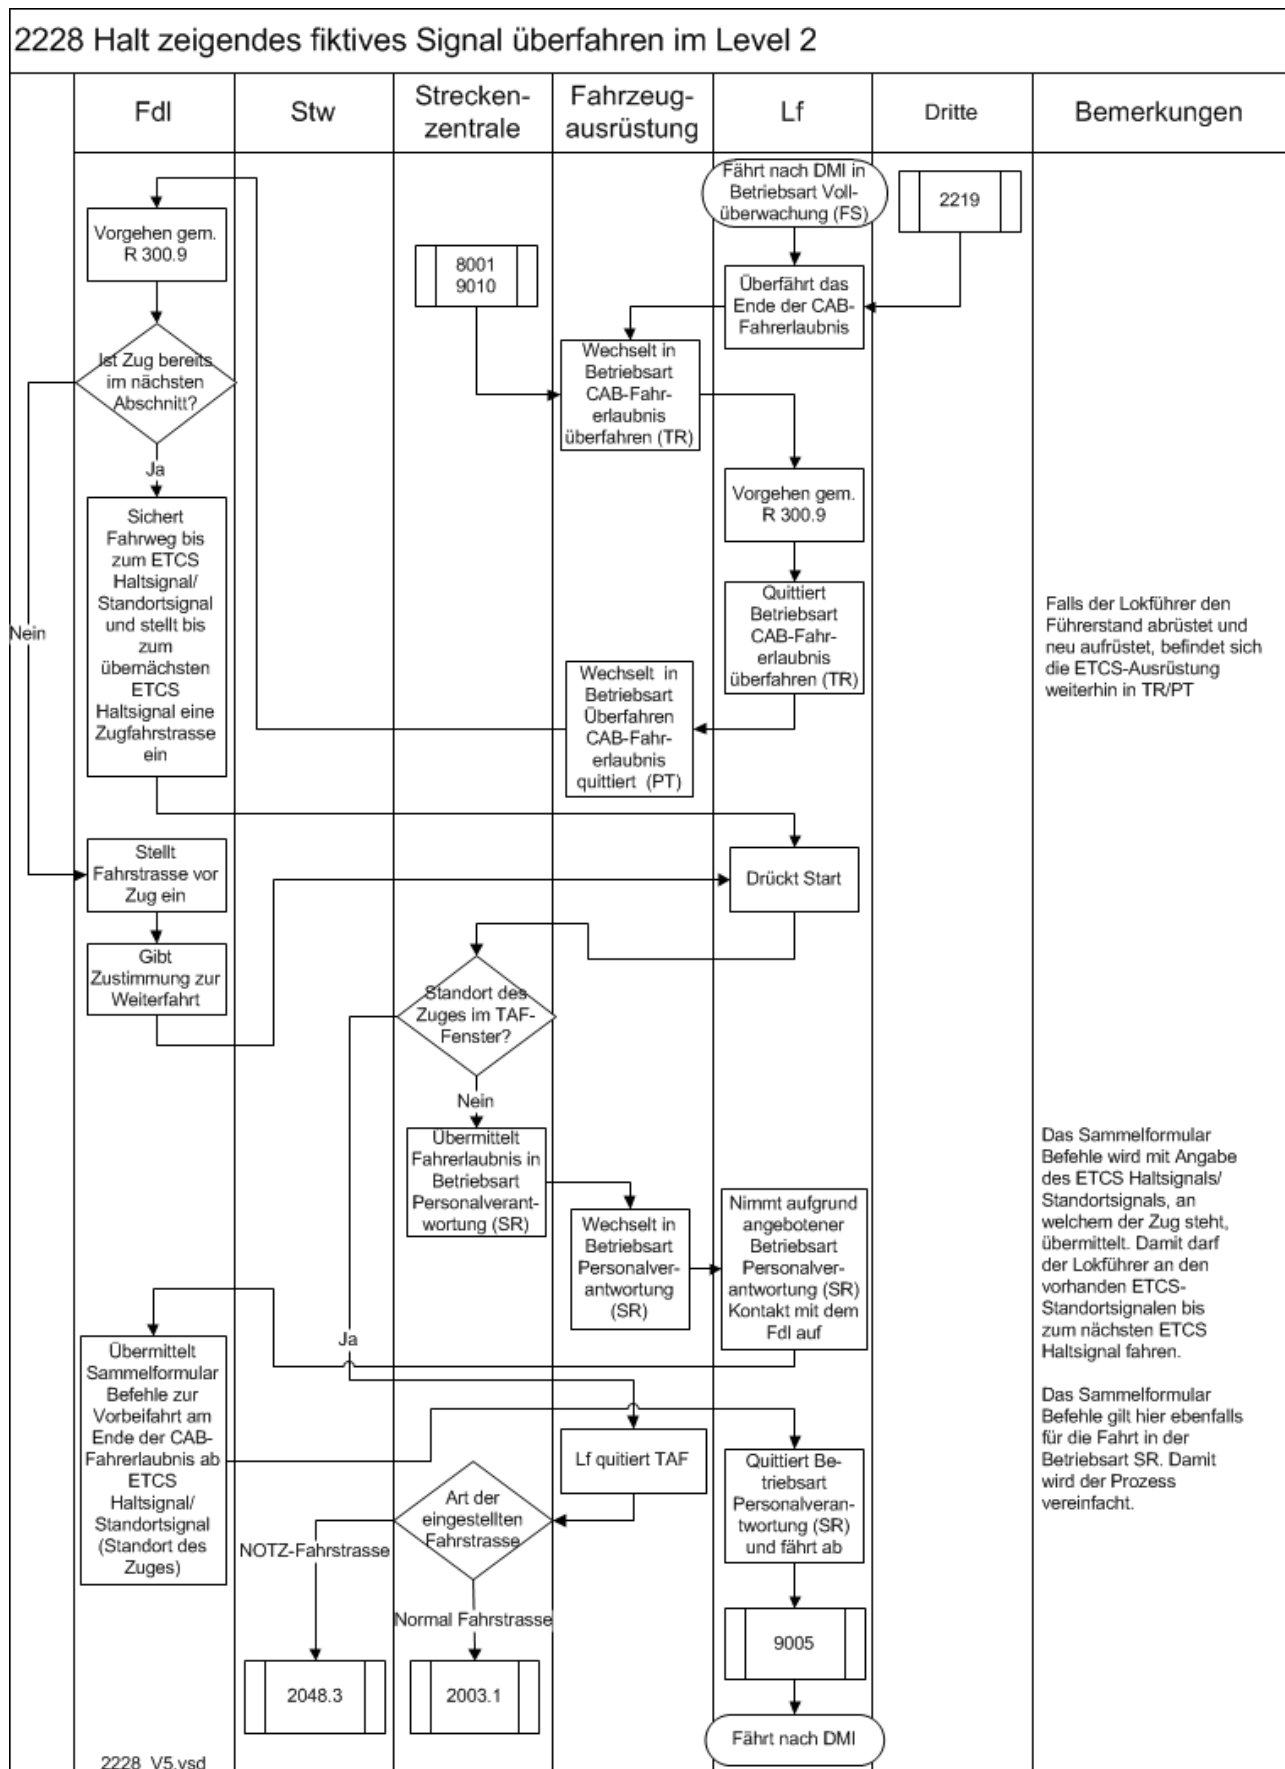 2228 Halt zeigendes fiktives Signal überfahren im Level 2
Fdl
Stw
Strecken-
zentrale
Fahrzeug-
ausrüstung
Lf
Dritte
Bemerkungen
Fährt nach DMI in
Betriebsart Voll-
überwachung (FS)
2219
Vorgehen gem.
R 300.9
8001
9010
Überfährt das
Ende der CAB-
Fahrerlaubnis
Ist Zug bereits
im nächsten
Abschnitt?
Wechselt in
Betriebsart
CAB-Fahr-
erlaubnis
überfahren (TR)
Ja
Vorgehen gem.
R 300.9
Sichert
Fahrweg bis
zum ETCS
Haltsignal/
Standortsignal
und stellt bis
zum
übernächsten
ETCS
Haltsignal eine
Zugfahrstrasse
ein
Nein
Quittiert
Betriebsart
CAB-Fahr-
erlaubnis
überfahren (TR)
Falls der Lokführer den
Führerstand abrüstet und
neu aufrüstet, befindet sich
die ETCS-Ausrüstung
weiterhin in TR/PT
Wechselt in
Betriebsart
Überfahren
CAB-Fahr-
erlaubnis
quittiert (PT)
Stellt
Fahrstrasse vor
Zug ein
Drückt Start
Gibt
Zustimmung zur
Weiterfahrt
Standort des
Zuges im TAF-
Fenster?
Nein
Übermittelt
Fahrerlaubnis in
Betriebsart
Personalverant-
wortung (SR)
Wechselt in
Betriebsart
Personalver-
antwortung
(SR)
Nimmt aufgrund
angebotener
Betriebsart
Personalver-
antwortung (SR)
Kontakt mit dem
Fdl auf
Das Sammelformular
Befehle wird mit Angabe
des ETCS Haltsignals/
Standortsignals, an
welchem der Zug steht,
übermittelt. Damit darf
der Lokführer an den
vorhanden ETCS-
Standortsignalen bis
zum nächsten ETCS
Haltsignal fahren.
Ja
Übermittelt
Sammelformular
Befehle zur
Vorbeifahrt am
Ende der CAB-
Fahrerlaubnis ab
ETCS
Haltsignal/
Standortsignal
(Standort des
Zuges)
Das Sammelformular
Befehle gilt hier ebenfalls
für die Fahrt in der
Betriebsart SR. Damit
wird der Prozess
vereinfacht.
Lf quitiert TAF
Quittiert Be-
triebsart
Personalveran-
twortung (SR)
und fährt ab
Art der
eingestellten
Fahrstrasse
NOTZ-Fahrstrasse
Normal Fahrstrasse
9005
2048.3
2003.1
Fährt nach DMI
2228_V5.vsd